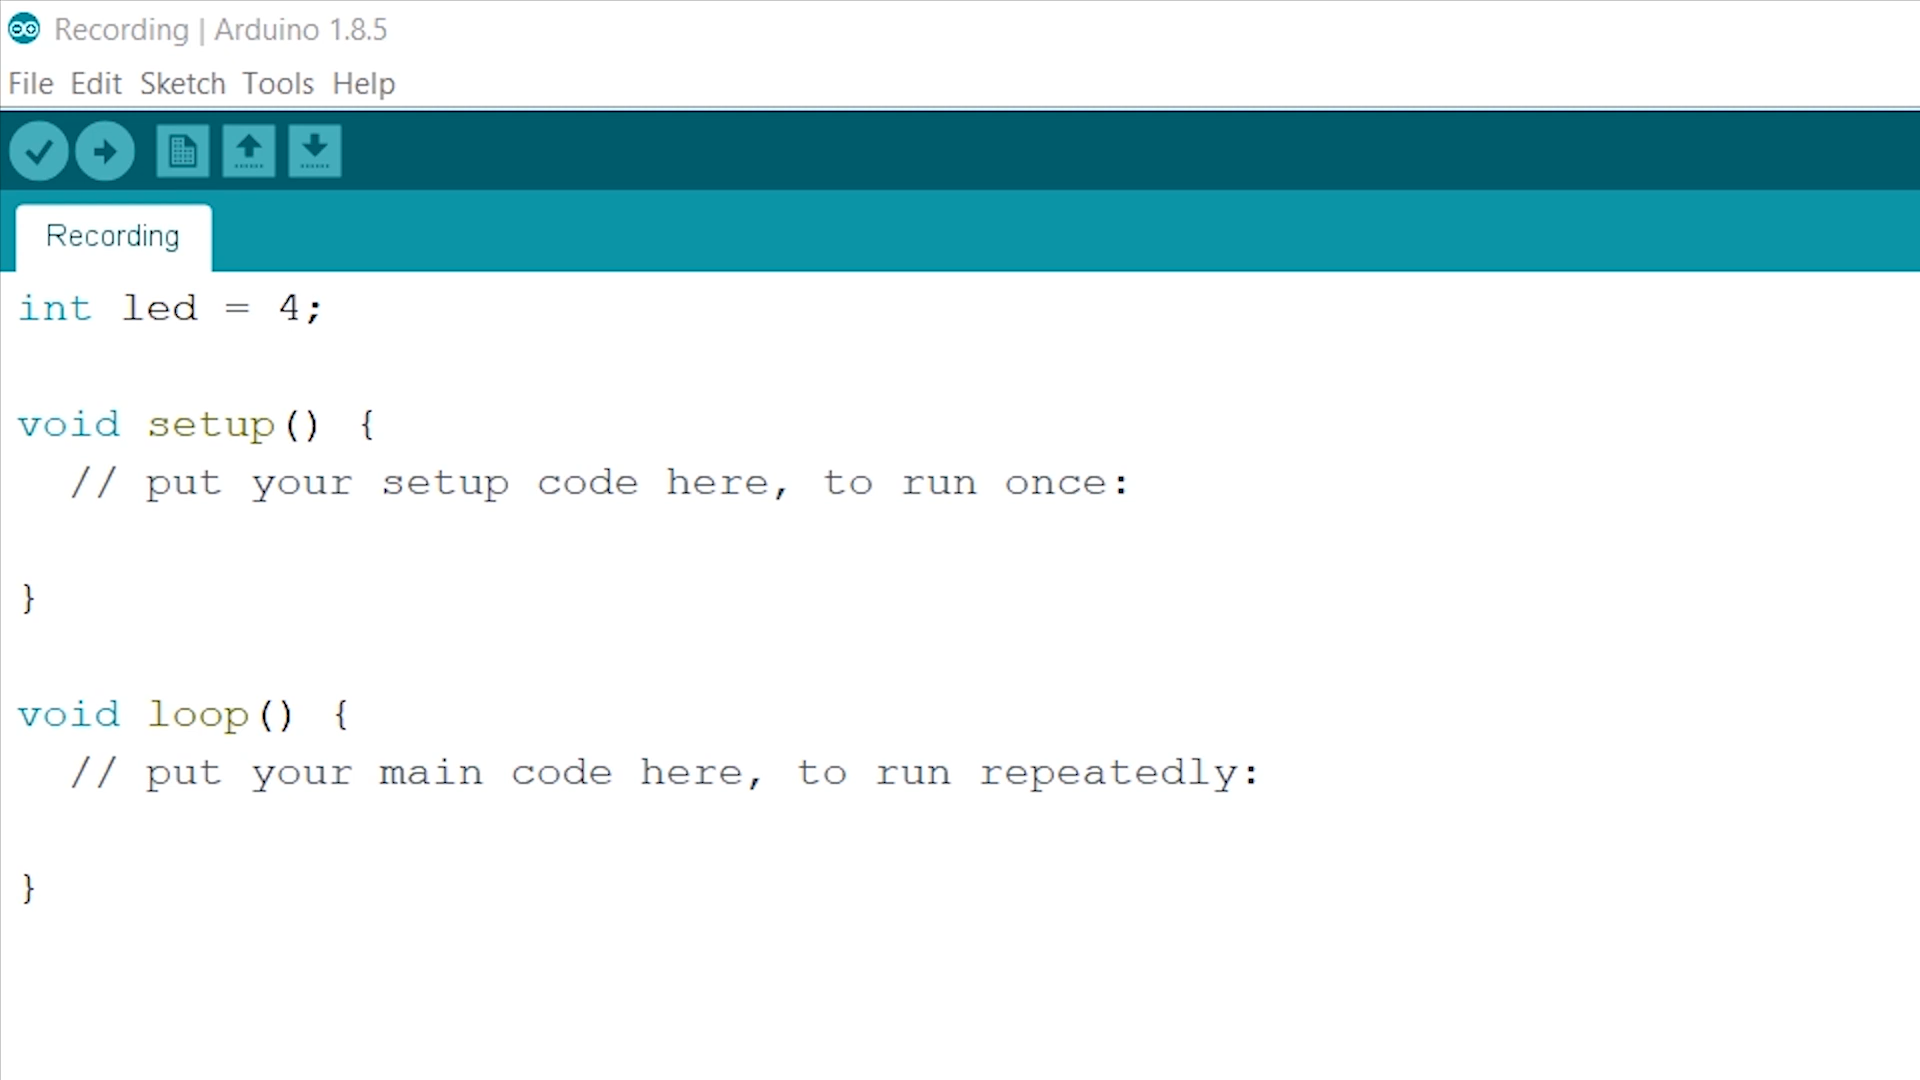 Recording | Arduino 1.8.5
File Edit Sketch Tools Help
Recording
int led = 4;
void setup() {
  // put your setup code here, to run once:
}
void loop() {
  // put your main code here, to run repeatedly:
}